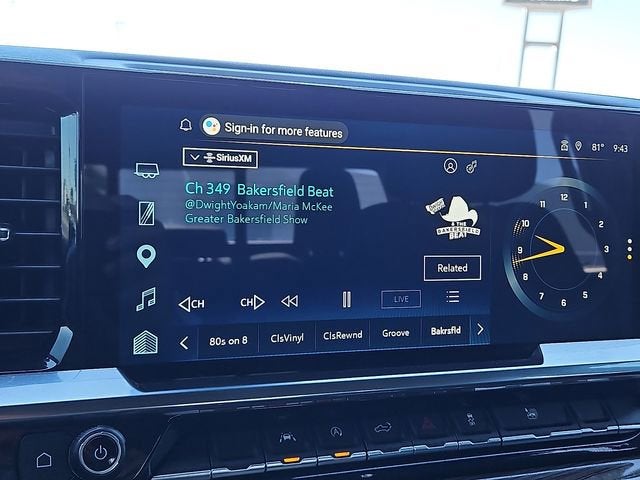 Sign-in for more features
81° 9:43
SiriusXM
Ch 349 Bakersfield Beat
@DwightYoakam/Maria McKee
Greater Bakersfield Show
& THE
BAKERSFIELD
BEAT
Related
CH CH LIVE
80s on 8 ClsVinyl ClsRewnd Groove Bakrsfld
12
11 1
10 2
9 3
8 4
7 5
6